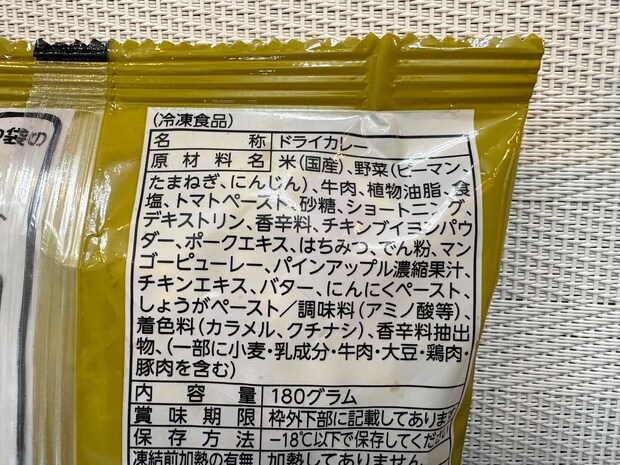 袋の
(冷凍食品)
名 称 ドライカレー
原材料名 米(国産)、野菜(ピーマン、
たまねぎ、にんじん)、牛肉、植物油脂、食
塩、トマトペースト、砂糖、ショートニング、
デキストリン、香辛料、チキンブイヨンパウ
ダー、ポークエキス、はちみつ、でん粉、マン
ゴーピューレー、パインアップル濃縮果汁、
チキンエキス、バター、にんにくペースト、
しょうがペースト/調味料(アミノ酸等)、
着色料(カラメル、クチナシ)、香辛料抽出
物、(一部に小麦・乳成分・牛肉・大豆・鶏肉・
豚肉を含む)
内容量 180グラム
賞味期限 枠外下部に記載してあります
保存方法 −18℃以下で保存してくだ
凍結前加熱の有無 加熱してありません